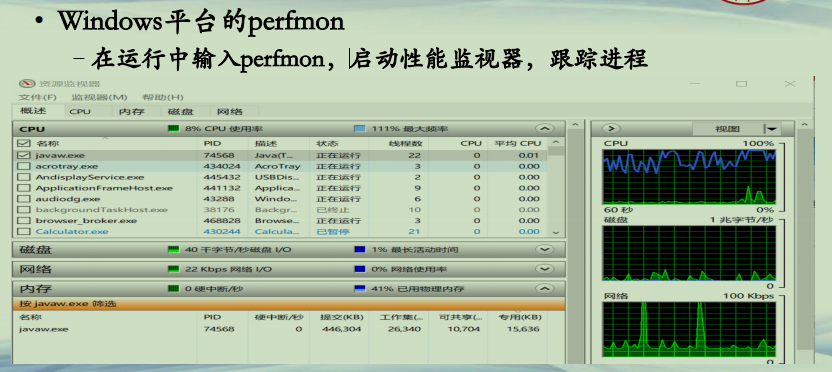 • Windows平台的perfmon
– 在运行中输入perfmon，启动性能监视器，跟踪进程
资源监视器
文件(F) 监视器(M) 帮助(H)
概述 CPU 内存 磁盘 网络
CPU 8% CPU 使用率 111% 最大频率
名称 PID 描述 状态 线程数 CPU 平均 CPU
javaw.exe 74568 Java(T... 正在运行 22 0 0.01
acrotray.exe 434024 AcroTray 正在运行 3 0 0.00
AndisplayService.exe 445432 USBDis... 正在运行 2 0 0.00
ApplicationFrameHost.exe 441132 Applica... 正在运行 9 0 0.00
audiodg.exe 43288 Windo... 正在运行 6 0 0.00
backgroundTaskHost.exe 38176 Backgr... 已终止 10 0 0.00
browser_broker.exe 468828 Browse... 正在运行 3 0 0.00
Calculator.exe 430244 Calcula... 已暂停 21 0 0.00
磁盘 40 千字节/秒磁盘 I/O 1% 最长活动时间
网络 22 Kbps 网络 I/O 0% 网络使用率
内存 0 硬中断/秒 41% 已用物理内存
按 javaw.exe 筛选
名称 PID 硬中断/秒 提交(KB) 工作集(... 可共享(... 专用(KB)
javaw.exe 74568 0 446,304 26,340 10,704 15,636
视图
CPU 100%
60 秒 0%
磁盘 1 兆字节/秒
0
网络 100 Kbps
0